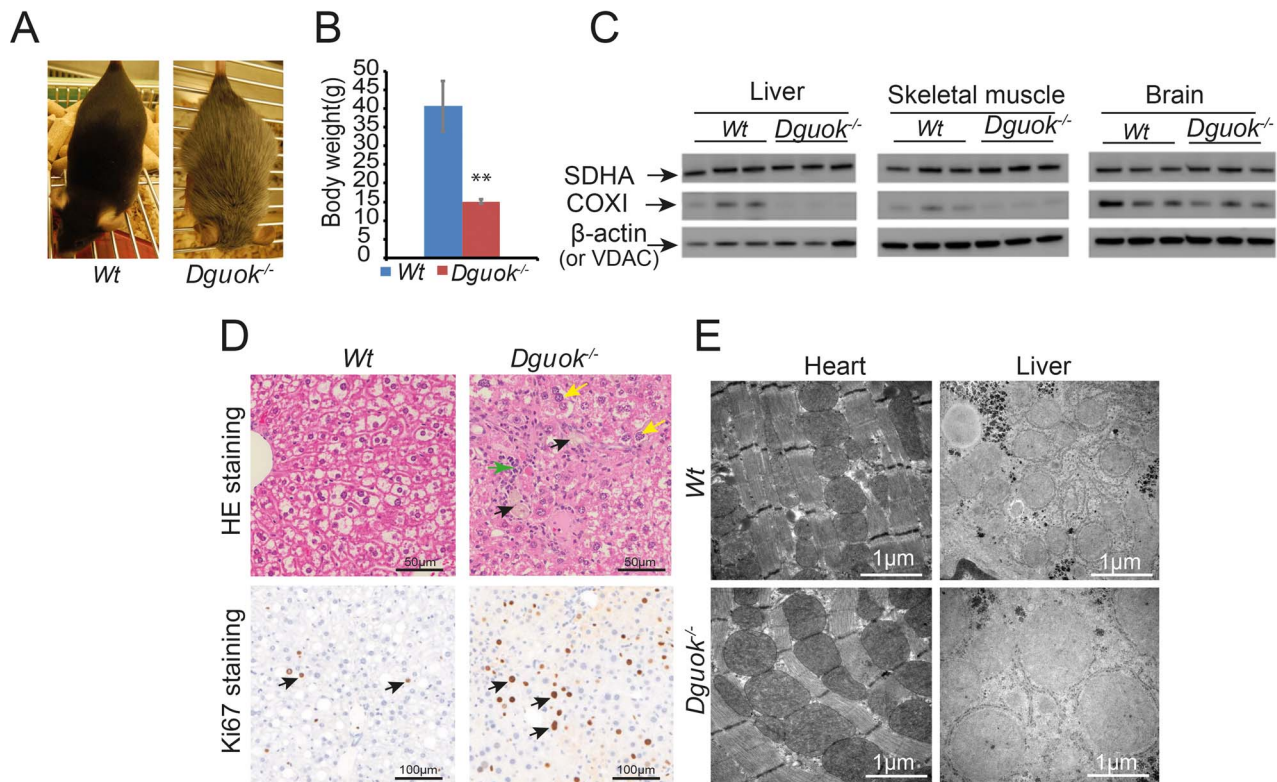 A
Wt
Dguok-/-
B
Body weight(g)
50
45
40
35
30
25
20
15
10
5
0
**
Wt
Dguok-/-
C
Liver
Skeletal muscle
Brain
Wt
Dguok-/-
Wt
Dguok-/-
Wt
Dguok-/-
SDHA
COXI
β-actin
(or VDAC)
D
Wt
Dguok-/-
HE staining
50µm
50µm
Ki67 staining
100µm
100µm
E
Heart
Liver
Wt
1µm
1µm
Dguok-/-
1µm
1µm